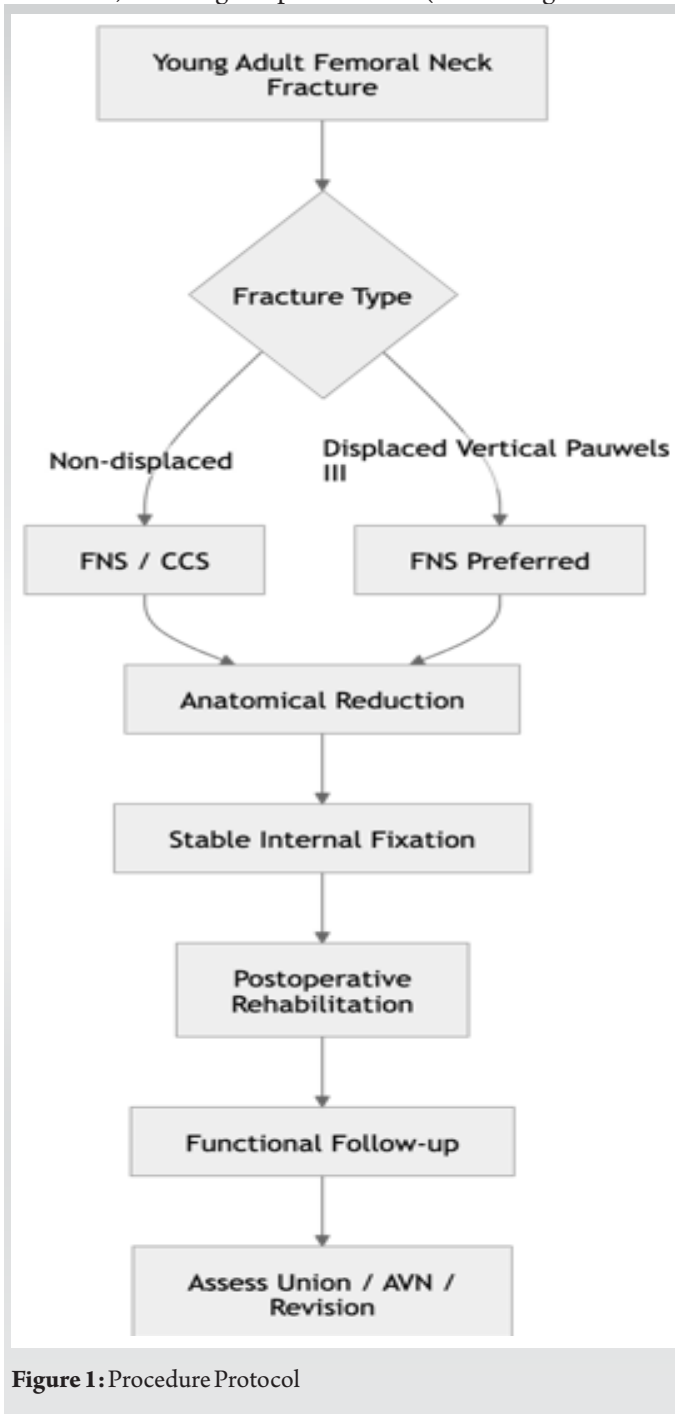 Young Adult Femoral Neck
Fracture
Fracture Type
Non-displaced
Displaced Vertical Pauwels
III
FNS / CCS
FNS Preferred
Anatomical Reduction
Stable Internal Fixation
Postoperative
Rehabilitation
Functional Follow-up
Assess Union / AVN /
Revision
Figure 1: Procedure Protocol